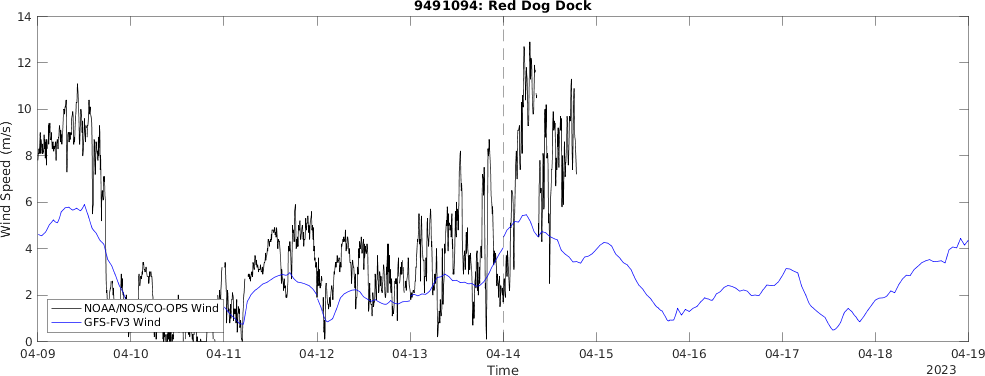 9491094: Red Dog Dock
Wind Speed (m/s)
14
12
10
8
6
4
2
0
NOAA/NOS/CO-OPS Wind
GFS-FV3 Wind
04-09 04-10 04-11 04-12 04-13 04-14 04-15 04-16 04-17 04-18 04-19
Time
2023